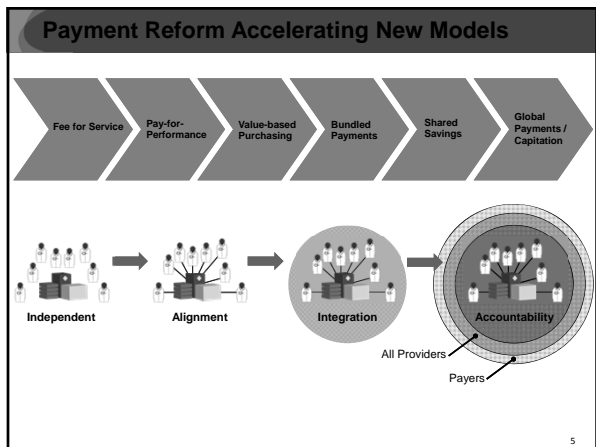 Payment Reform Accelerating New Models
Fee for Service
Pay-for-
Performance
Value-based
Purchasing
Bundled
Payments
Shared
Savings
Global
Payments /
Capitation
Independent
Alignment
Integration
Accountability
All Providers
Payers
5